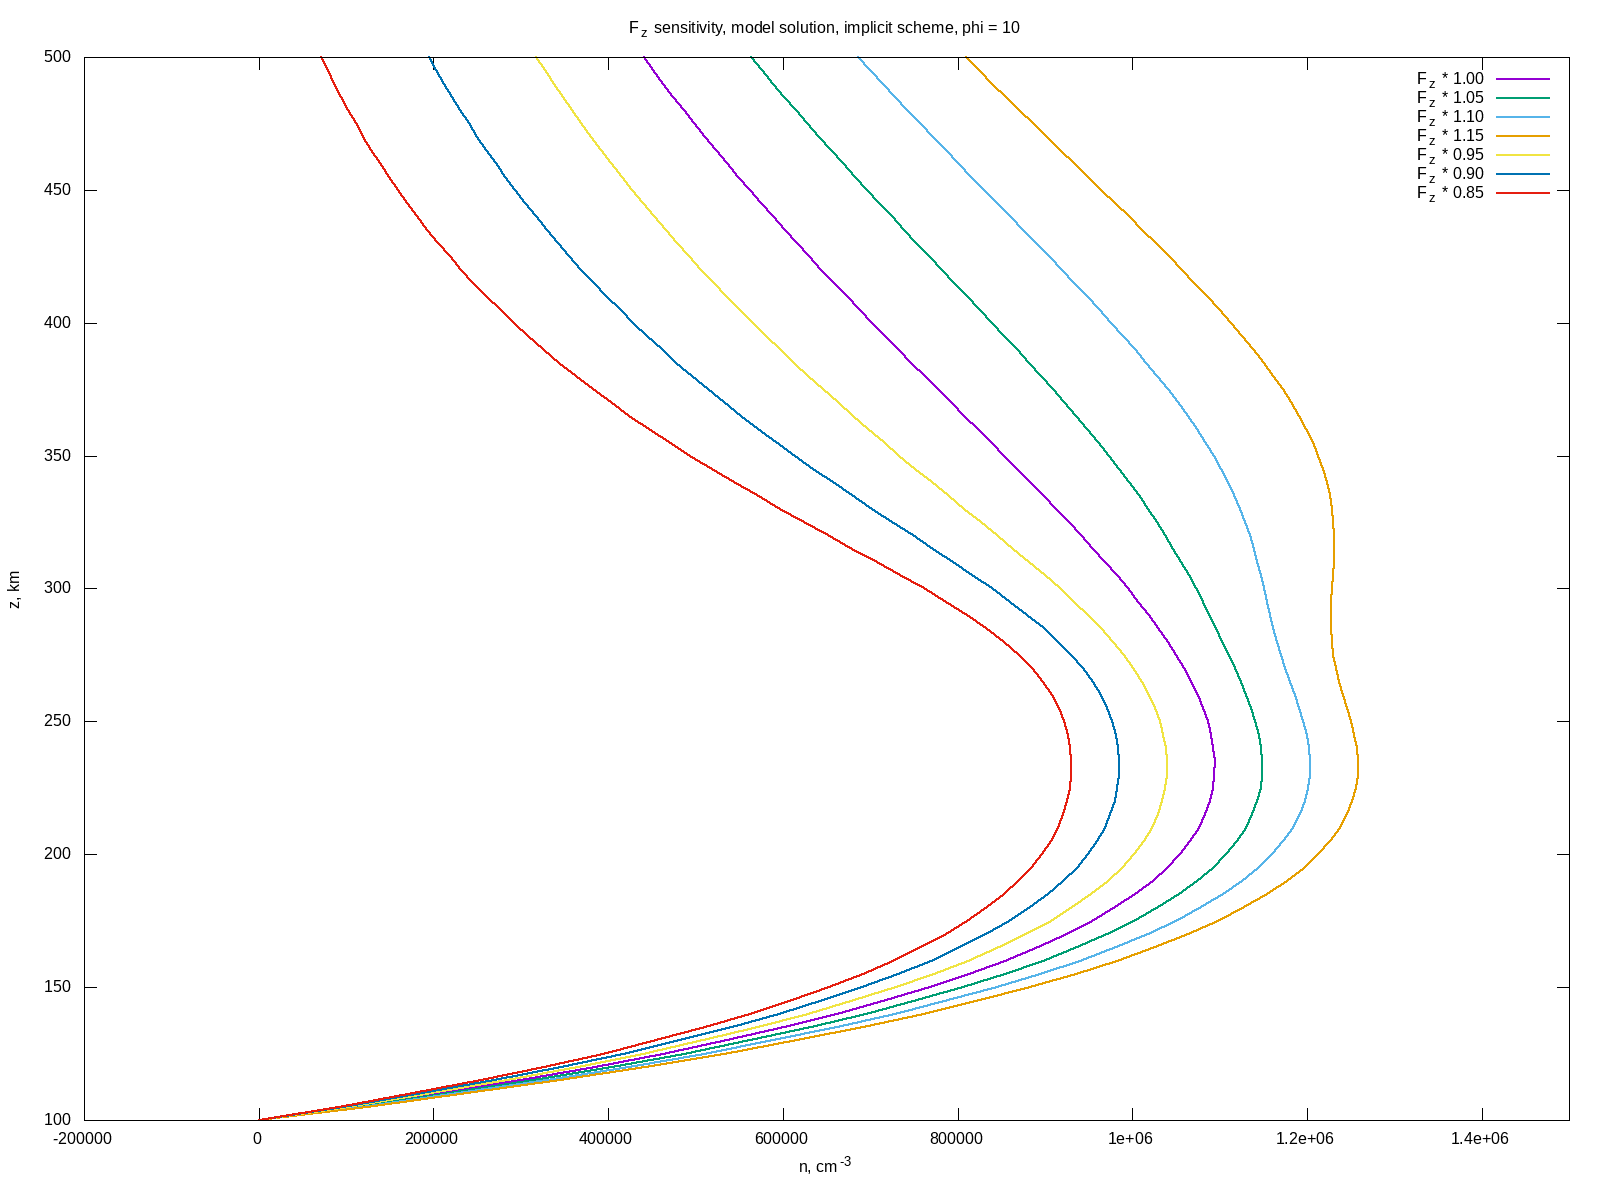 F z sensitivity, model solution, implicit scheme, phi = 10
500
450
400
350
300
250
200
150
100
z, km
F z * 1.00
F z * 1.05
F z * 1.10
F z * 1.15
F z * 0.95
F z * 0.90
F z * 0.85
-200000 0 200000 400000 600000 800000 1e+06 1.2e+06 1.4e+06
n, cm -3